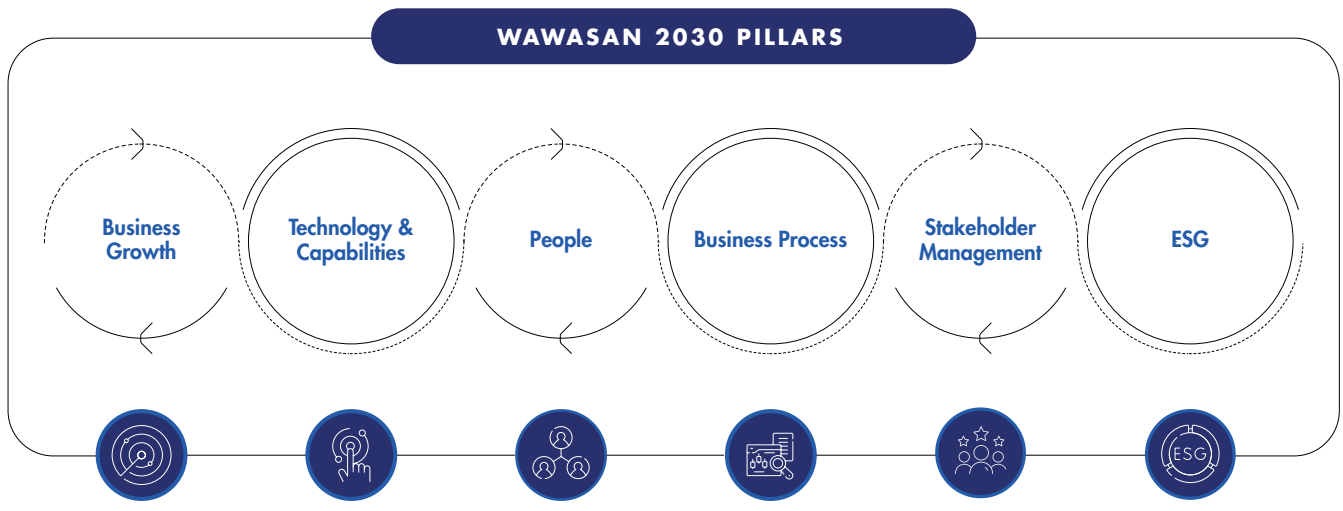 WAWASAN 2030 PILLARS
Business
Growth
Technology &
Capabilities
People
Business Process
Stakeholder
Management
ESG
ESG